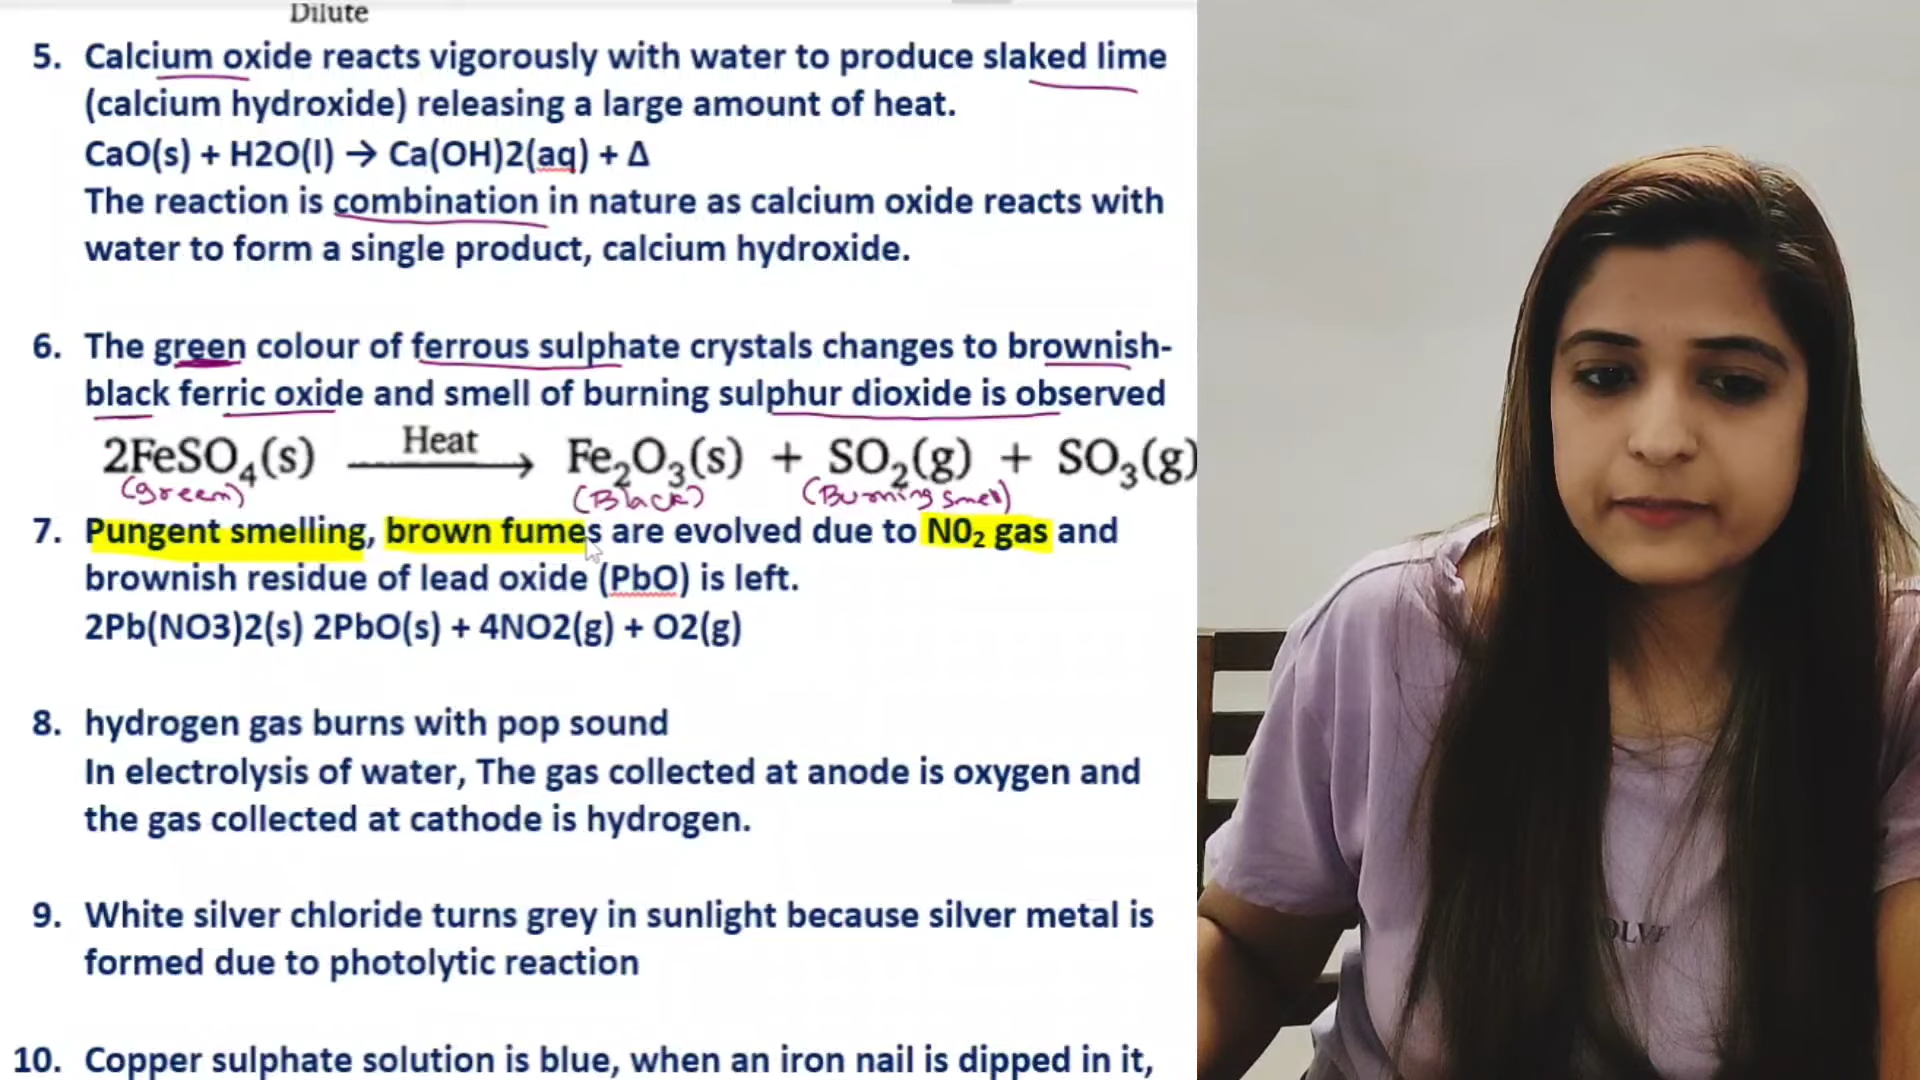 Dilute
5. Calcium oxide reacts vigorously with water to produce slaked lime
(calcium hydroxide) releasing a large amount of heat.
CaO(s) + H2O(l) → Ca(OH)2(aq) + Δ
The reaction is combination in nature as calcium oxide reacts with
water to form a single product, calcium hydroxide.
6. The green colour of ferrous sulphate crystals changes to brownish-
black ferric oxide and smell of burning sulphur dioxide is observed
2FeSO₄(s) Heat → Fe₂O₃(s) + SO₂(g) + SO₃(g)
(green) (Black) (Burning smell)
7. Pungent smelling, brown fumes are evolved due to N0₂ gas and
brownish residue of lead oxide (PbO) is left.
2Pb(NO3)2(s) 2PbO(s) + 4NO2(g) + O2(g)
8. hydrogen gas burns with pop sound
In electrolysis of water, The gas collected at anode is oxygen and
the gas collected at cathode is hydrogen.
9. White silver chloride turns grey in sunlight because silver metal is
formed due to photolytic reaction
10. Copper sulphate solution is blue, when an iron nail is dipped in it,